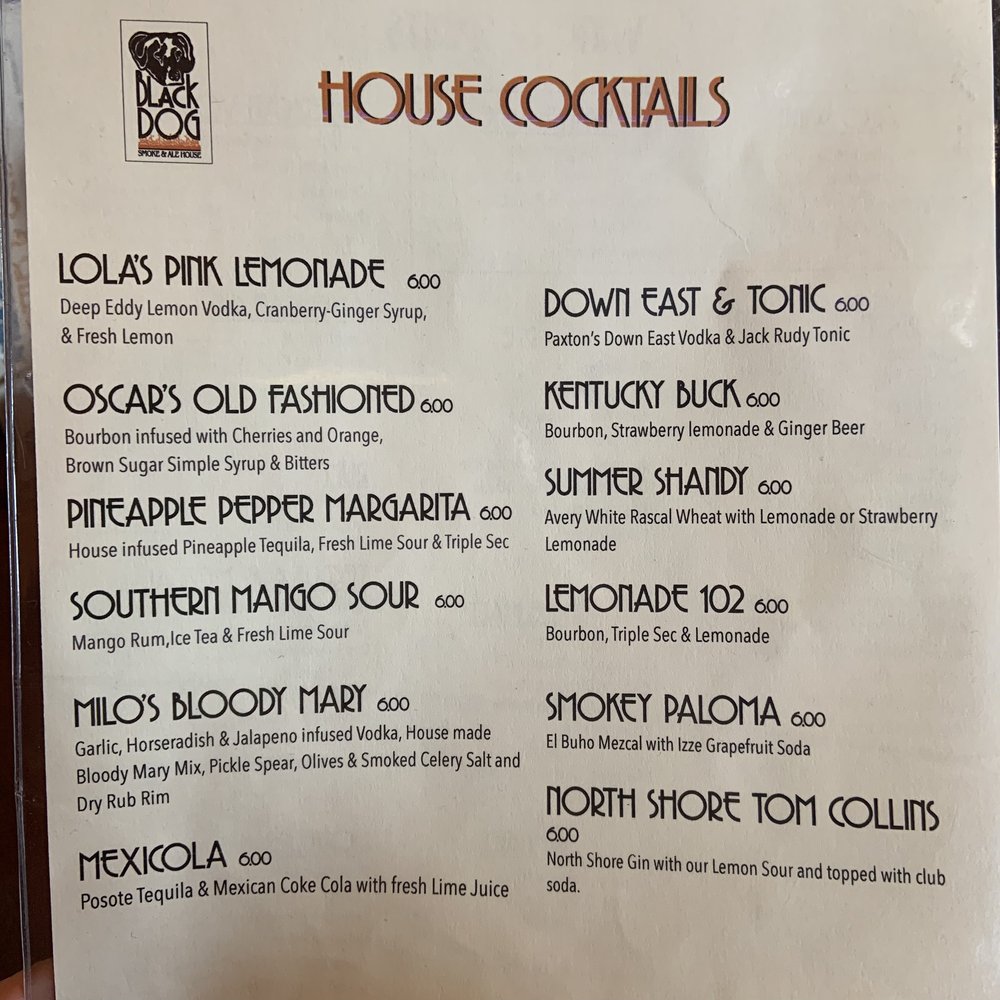 BLACK
DOG
SMOKE & ALE HOUSE
HOUSE COCKTAILS
LOLA'S PINK LEMONADE 6.00
Deep Eddy Lemon Vodka, Cranberry-Ginger Syrup,
& Fresh Lemon
OSCAR'S OLD FASHIONED 6.00
Bourbon infused with Cherries and Orange,
Brown Sugar Simple Syrup & Bitters
PINEAPPLE PEPPER MARGARITA 6.00
House infused Pineapple Tequila, Fresh Lime Sour & Triple Sec
SOUTHERN MANGO SOUR 6.00
Mango Rum,Ice Tea & Fresh Lime Sour
MILO'S BLOODY MARY 6.00
Garlic, Horseradish & Jalapeno infused Vodka, House made
Bloody Mary Mix, Pickle Spear, Olives & Smoked Celery Salt and
Dry Rub Rim
MEXICOLA 6.00
Posote Tequila & Mexican Coke Cola with fresh Lime Juice
DOWN EAST & TONIC 6.00
Paxton's Down East Vodka & Jack Rudy Tonic
KENTUCKY BUCK 6.00
Bourbon, Strawberry lemonade & Ginger Beer
SUMMER SHANDY 6.00
Avery White Rascal Wheat with Lemonade or Strawberry
Lemonade
LEMONADE 102 6.00
Bourbon, Triple Sec & Lemonade
SMOKEY PALOMA 6.00
El Buho Mezcal with Izze Grapefruit Soda
NORTH SHORE TOM COLLINS
6.00
North Shore Gin with our Lemon Sour and topped with club
soda.